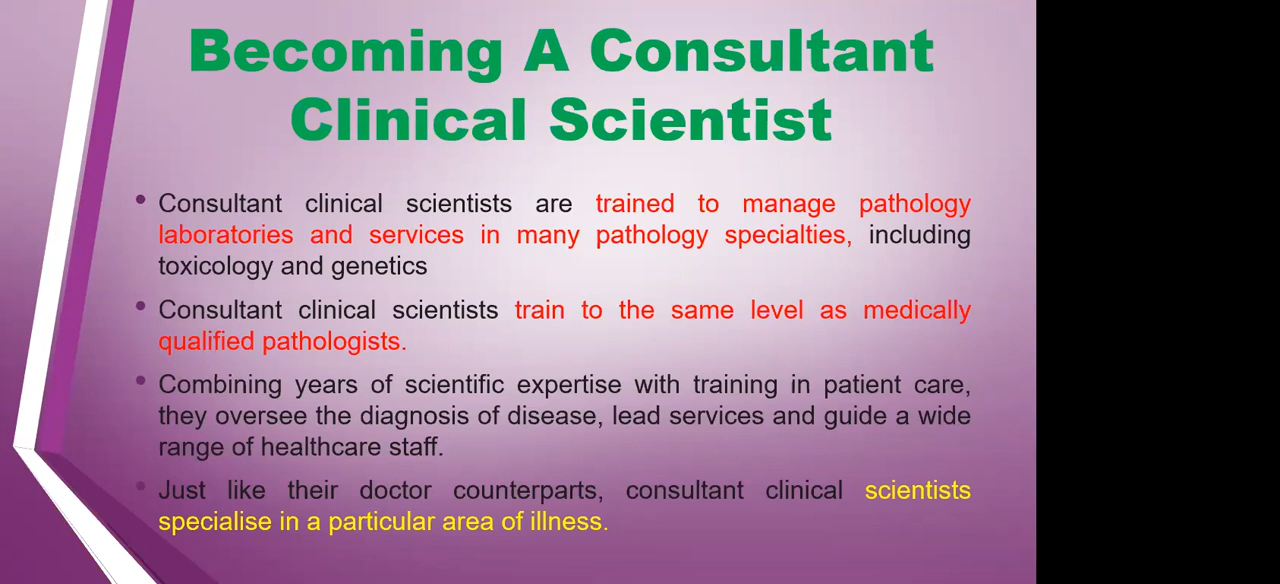 Becoming A Consultant
Clinical Scientist
• Consultant clinical scientists are trained to manage pathology
laboratories and services in many pathology specialties, including
toxicology and genetics
• Consultant clinical scientists train to the same level as medically
qualified pathologists.
• Combining years of scientific expertise with training in patient care,
they oversee the diagnosis of disease, lead services and guide a wide
range of healthcare staff.
• Just like their doctor counterparts, consultant clinical scientists
specialise in a particular area of illness.